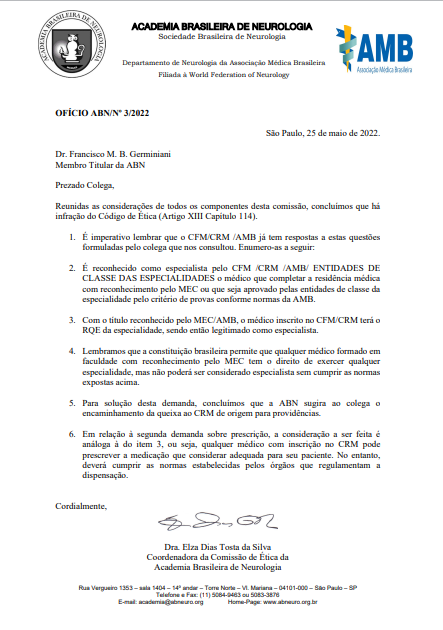 ACADEMIA BRASILEIRA DE NEUROLOGIA
ACADEMIA BRASILEIRA DE NEUROLOGIA
Sociedade Brasileira de Neurologia
AMB
Associação Médica Brasileira
Departamento de Neurologia da Associação Médica Brasileira
Filiada à World Federation of Neurology
OFÍCIO ABN/Nº 3/2022
São Paulo, 25 de maio de 2022.
Dr. Francisco M. B. Germiniani
Membro Titular da ABN
Prezado Colega,
Reunidas as considerações de todos os componentes desta comissão, concluímos que há
infração do Código de Ética (Artigo XIII Capítulo 114).
1. É imperativo lembrar que o CFM/CRM /AMB já tem respostas a estas questões
formuladas pelo colega que nos consultou. Enumero-as a seguir:
2. É reconhecido como especialista pelo CFM /CRM /AMB/ ENTIDADES DE
CLASSE DAS ESPECIALIDADES o médico que completar a residência médica
com reconhecimento pelo MEC ou que seja aprovado pelas entidades de classe da
especialidade pelo critério de provas conforme normas da AMB.
3. Com o título reconhecido pelo MEC/AMB, o médico inscrito no CFM/CRM terá o
RQE da especialidade, sendo então legitimado como especialista.
4. Lembramos que a constituição brasileira permite que qualquer médico formado em
faculdade com reconhecimento pelo MEC tem o direito de exercer qualquer
especialidade, mas não poderá ser considerado especialista sem cumprir as normas
expostas acima.
5. Para solução desta demanda, concluímos que a ABN sugira ao colega o
encaminhamento da queixa ao CRM de origem para providências.
6. Em relação à segunda demanda sobre prescrição, a consideração a ser feita é
análoga à do item 3, ou seja, qualquer médico com inscrição no CRM pode
prescrever a medicação que considerar adequada para seu paciente. No entanto,
deverá cumprir as normas estabelecidas pelos órgãos que regulamentam a
dispensação.
Cordialmente,
Dra. Elza Dias Tosta da Silva
Coordenadora da Comissão de Ética da
Academia Brasileira de Neurologia
Rua Vergueiro 1353 – sala 1404 – 14º andar – Torre Norte – Vl. Mariana – 04101-000 – São Paulo – SP
Telefone e Fax: (11) 5084-9463 ou 5083-3876
E-mail: academia@abneuro.org Home-Page: www.abneuro.org.br